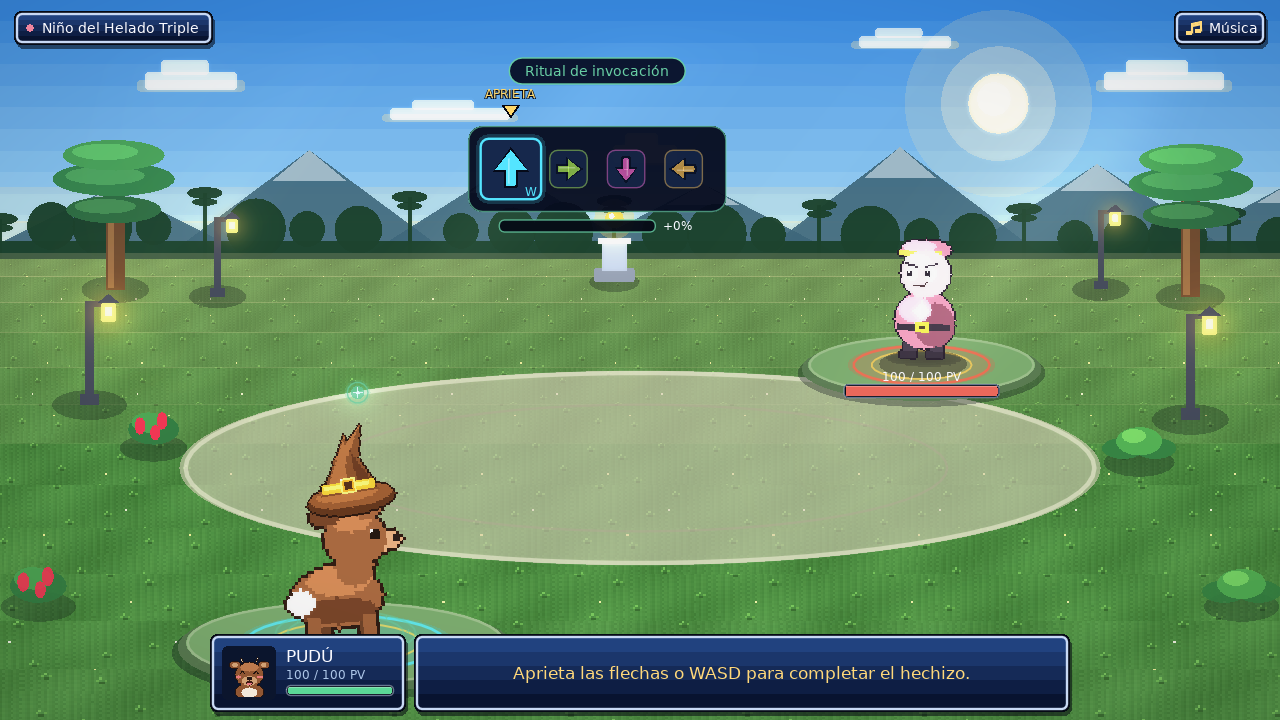 Niño del Helado Triple
Música
Ritual de invocación
APRIETA
W
+0%
100 / 100 PV
PUDÚ
100 / 100 PV
Aprieta las flechas o WASD para completar el hechizo.